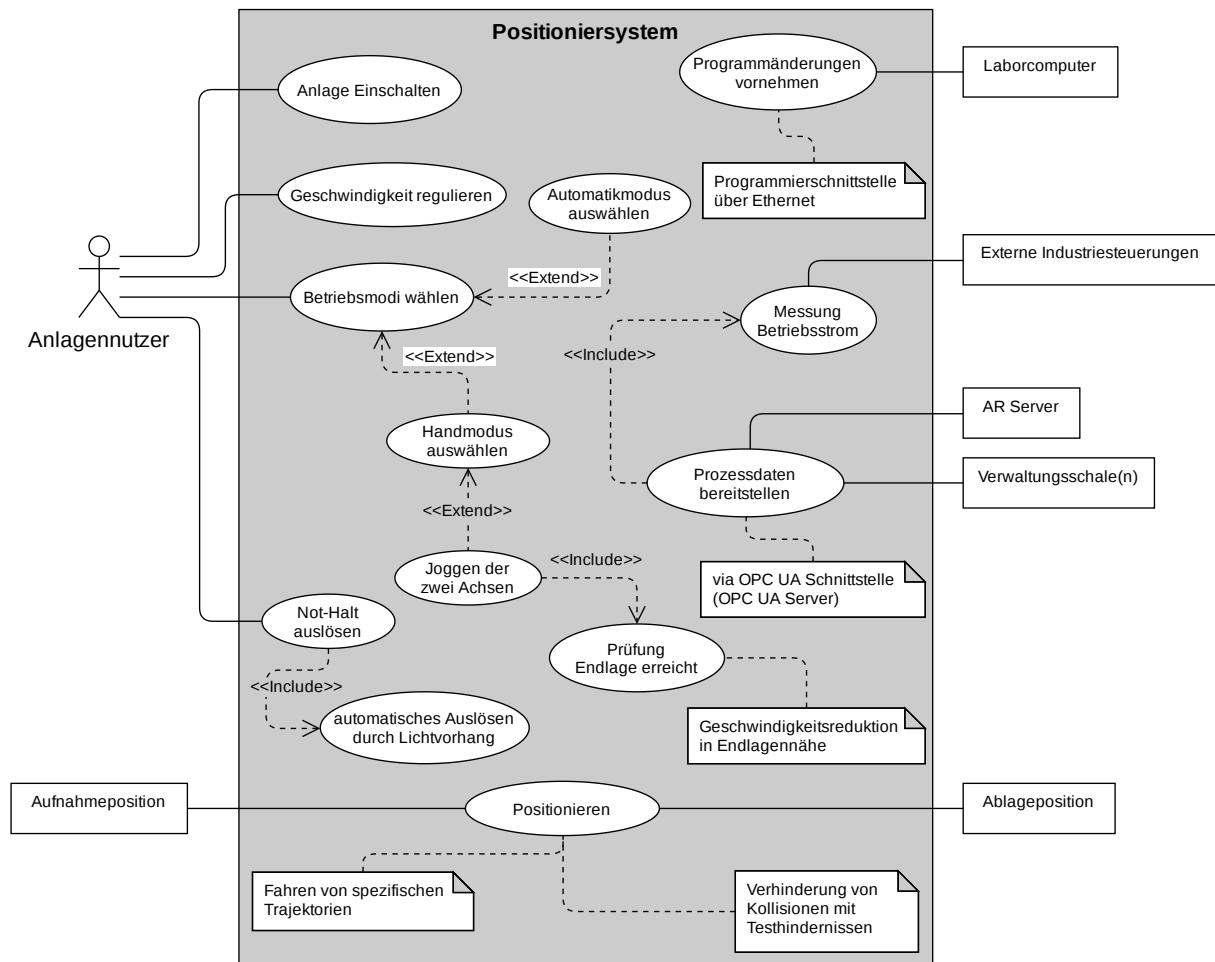 Positioniersystem
Programmänderungen
vornehmen
Laborcomputer
Anlage Einschalten
Programmierschnittstelle
über Ethernet
Geschwindigkeit regulieren
Automatikmodus
auswählen
Externe Industriesteuerungen
<<Extend>>
Betriebsmodi wählen
Messung
Betriebsstrom
Anlagennutzer
<<Extend>>
<<Include>>
AR Server
Handmodus
auswählen
Prozessdaten
bereitstellen
Verwaltungsschale(n)
<<Extend>>
<<Include>>
Joggen der
zwei Achsen
via OPC UA Schnittstelle
(OPC UA Server)
Not-Halt
auslösen
Prüfung
Endlage erreicht
<<Include>>
automatisches Auslösen
durch Lichtvorhang
Geschwindigkeitsreduktion
in Endlagennähe
Aufnahmeposition
Positionieren
Ablageposition
Fahren von spezifischen
Trajektorien
Verhinderung von
Kollisionen mit
Testhindernissen